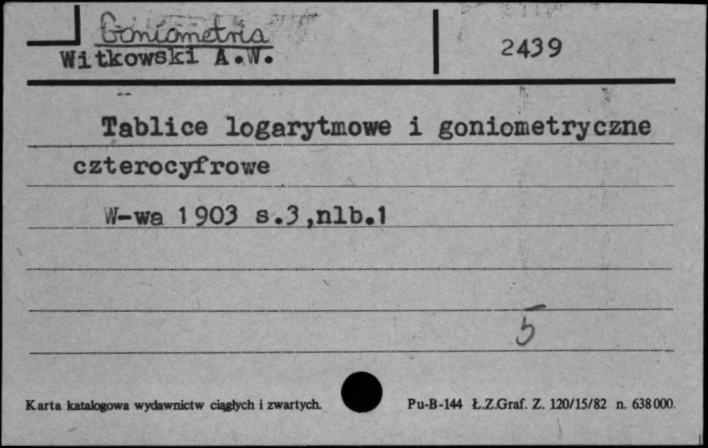 Goniometria
Witkowski A.W.
2439
Tablice logarytmowe i goniometryczne
czterocyfrowe
W-wa 1903 s.3,nlb.1
5
Karta katalogowa wydawnictw ciągłych i zwartych.
Pu-B-144 Ł.Z.Graf. Z. 120/15/82 n. 638000.